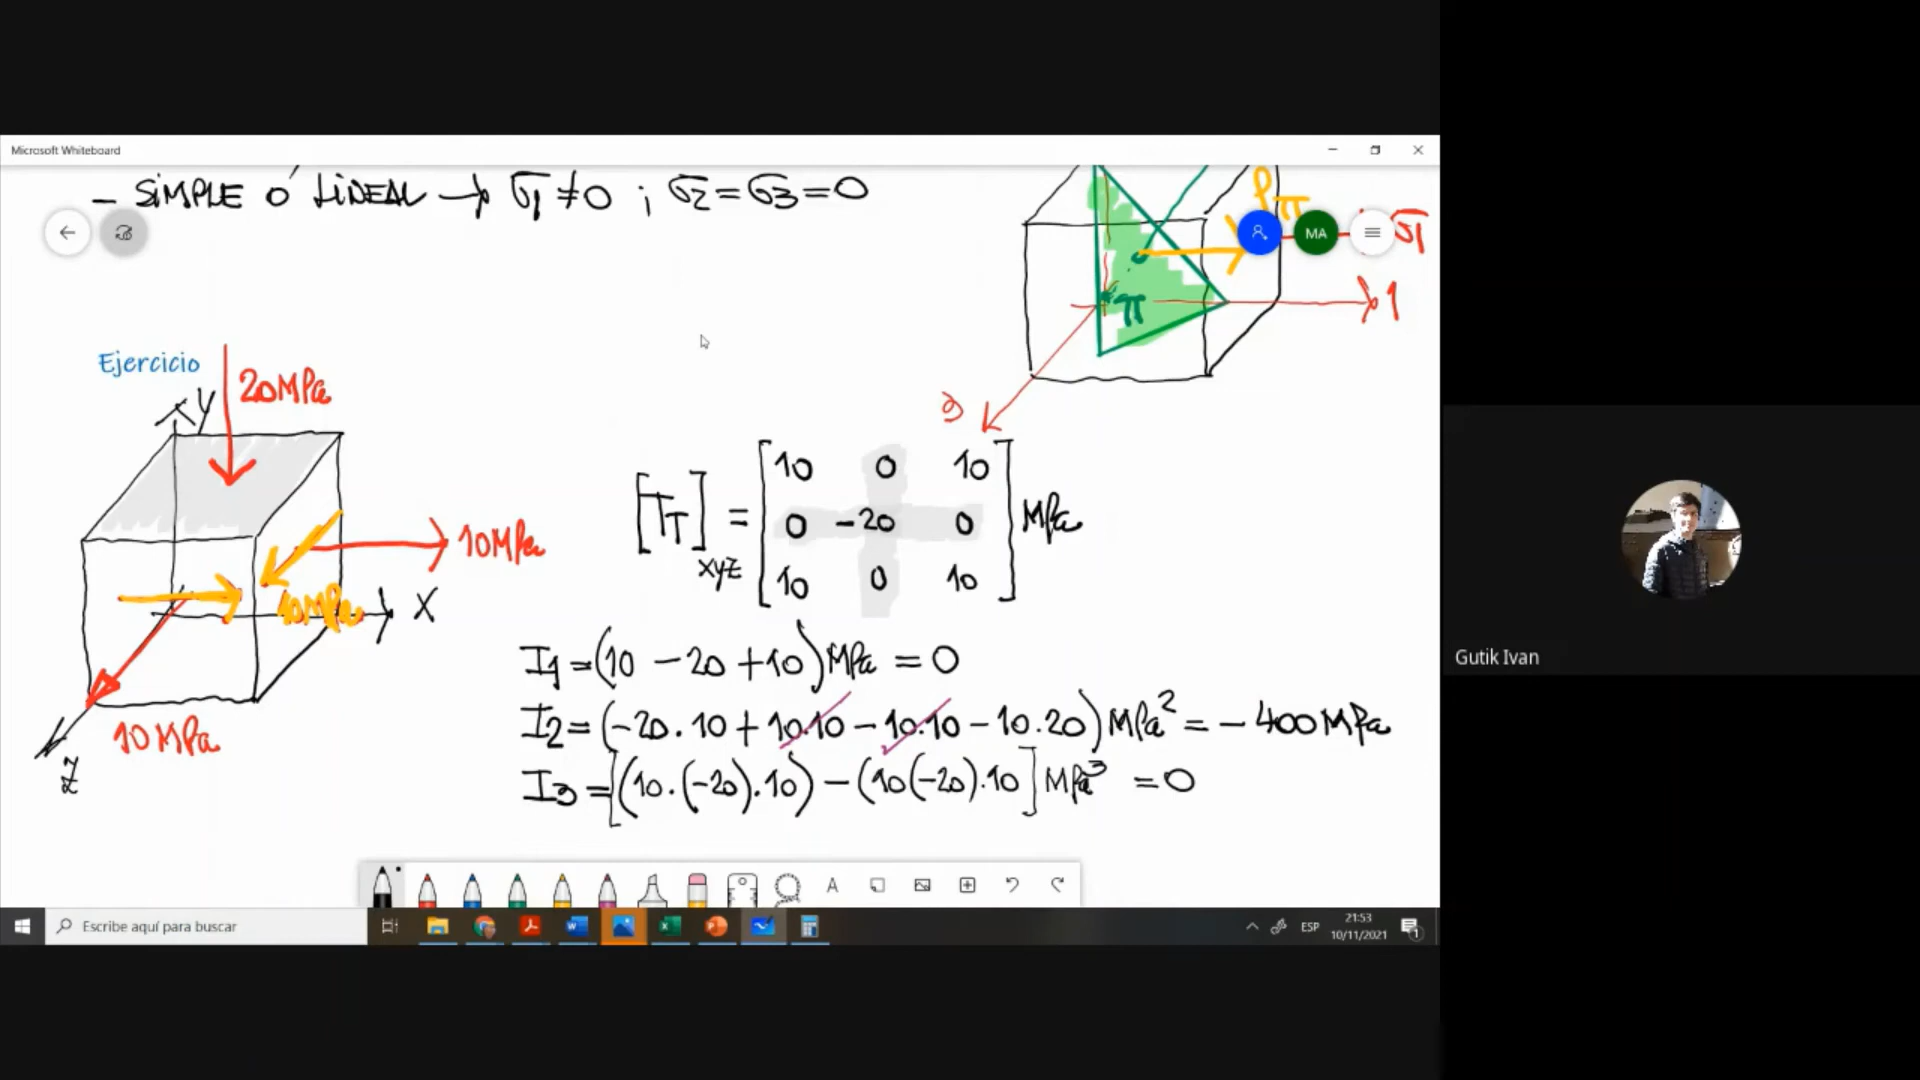 Microsoft Whiteboard
- SIMPLE Ó LINEAL → σ1 ≠ 0 ; σ2 = σ3 = 0
P π
MA
σ1
π
1
3
Ejercicio
20MPa
Y
10MPa
10MPa
X
10 MPa
Z
[TT]xyz = [10 0 10
0 -20 0
10 0 10] MPa
I1 = (10 - 20 + 10) MPa = 0
I2 = (-20.10 + 10.10 - 10.10 - 10.20) MPa² = - 400 MPa
I3 = [(10.(-20).10) - (10(-20).10] MPa³ = 0
A
Escribe aquí para buscar
ESP
21:53
10/11/2021
1
Gutik Ivan